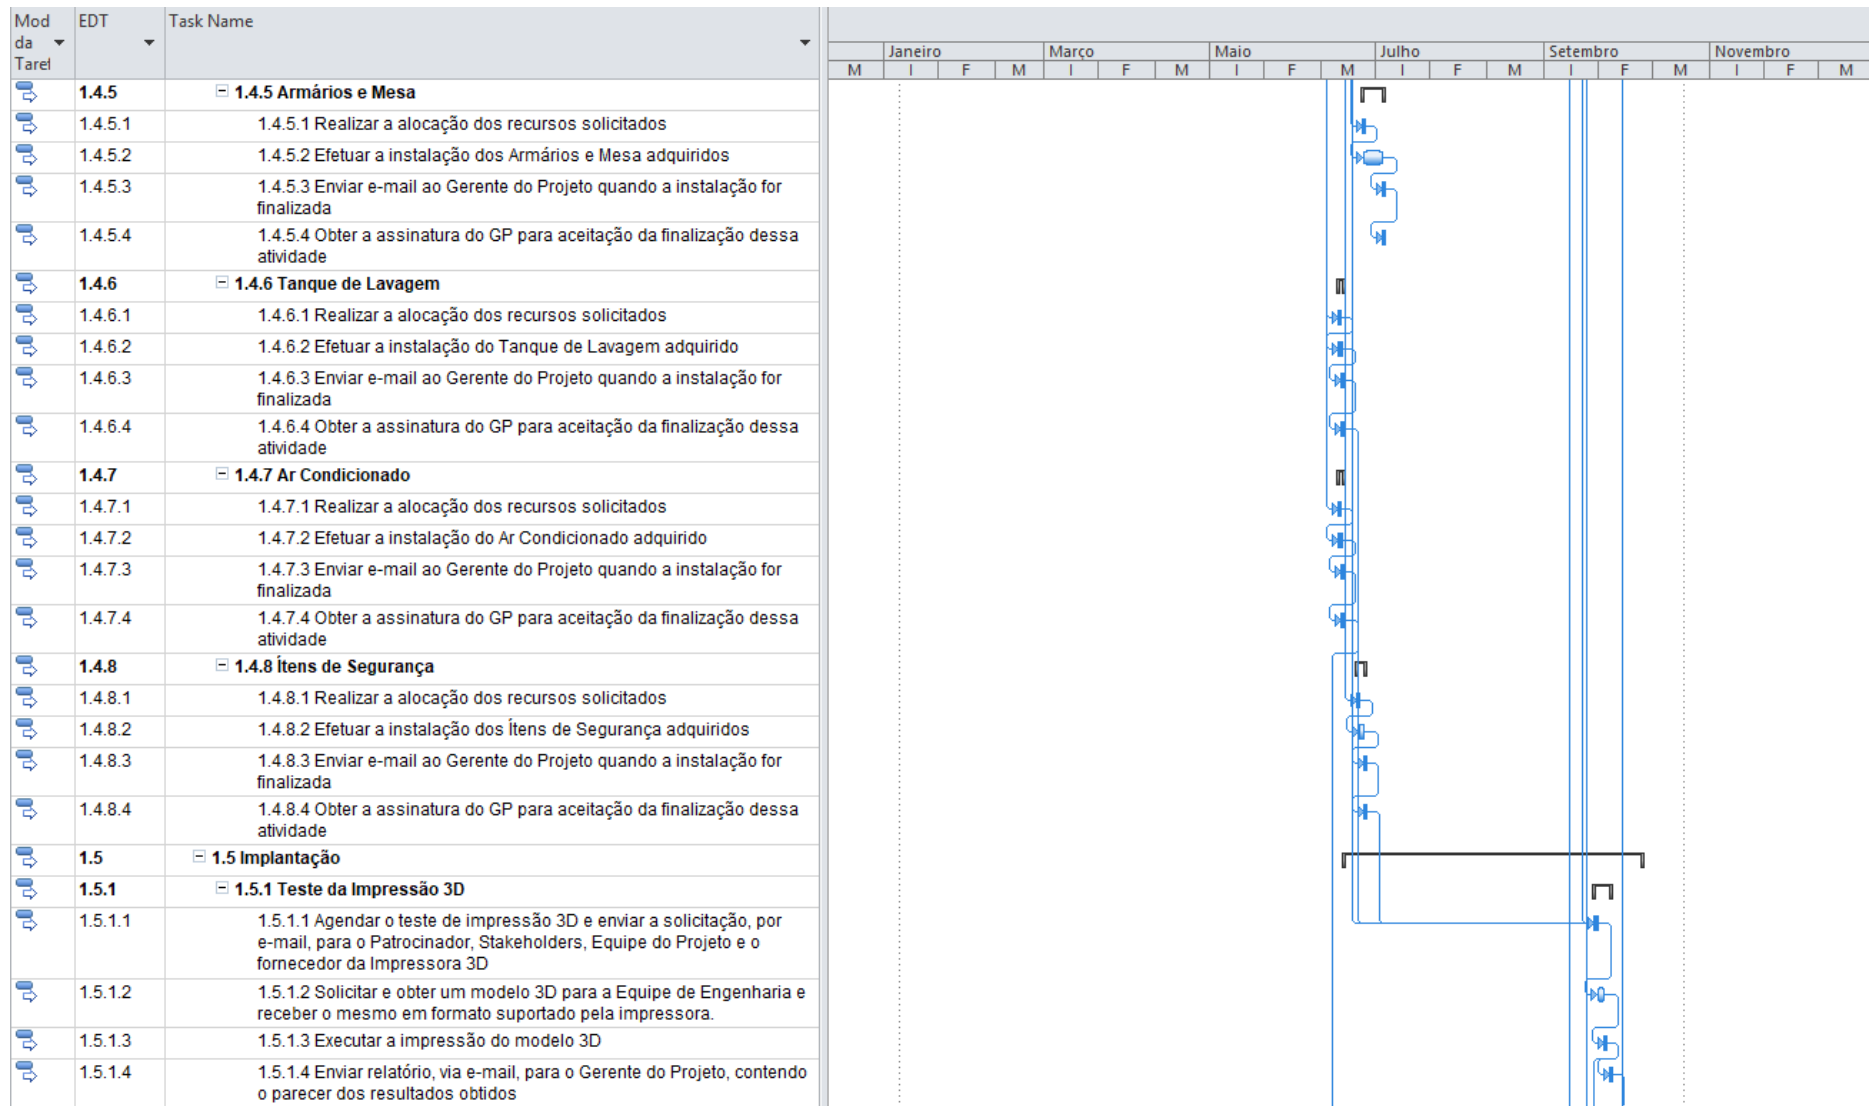 Mod da Taref
EDT
Task Name
Janeiro Março Maio Julho Setembro Novembro
M I F M I F M I F M I F M I F M I F M
1.4.5 1.4.5 Armários e Mesa
1.4.5.1 1.4.5.1 Realizar a alocação dos recursos solicitados
1.4.5.2 1.4.5.2 Efetuar a instalação dos Armários e Mesa adquiridos
1.4.5.3 1.4.5.3 Enviar e-mail ao Gerente do Projeto quando a instalação for
finalizada
1.4.5.4 1.4.5.4 Obter a assinatura do GP para aceitação da finalização dessa
atividade
1.4.6 1.4.6 Tanque de Lavagem
1.4.6.1 1.4.6.1 Realizar a alocação dos recursos solicitados
1.4.6.2 1.4.6.2 Efetuar a instalação do Tanque de Lavagem adquirido
1.4.6.3 1.4.6.3 Enviar e-mail ao Gerente do Projeto quando a instalação for
finalizada
1.4.6.4 1.4.6.4 Obter a assinatura do GP para aceitação da finalização dessa
atividade
1.4.7 1.4.7 Ar Condicionado
1.4.7.1 1.4.7.1 Realizar a alocação dos recursos solicitados
1.4.7.2 1.4.7.2 Efetuar a instalação do Ar Condicionado adquirido
1.4.7.3 1.4.7.3 Enviar e-mail ao Gerente do Projeto quando a instalação for
finalizada
1.4.7.4 1.4.7.4 Obter a assinatura do GP para aceitação da finalização dessa
atividade
1.4.8 1.4.8 Ítens de Segurança
1.4.8.1 1.4.8.1 Realizar a alocação dos recursos solicitados
1.4.8.2 1.4.8.2 Efetuar a instalação dos Ítens de Segurança adquiridos
1.4.8.3 1.4.8.3 Enviar e-mail ao Gerente do Projeto quando a instalação for
finalizada
1.4.8.4 1.4.8.4 Obter a assinatura do GP para aceitação da finalização dessa
atividade
1.5 1.5 Implantação
1.5.1 1.5.1 Teste da Impressão 3D
1.5.1.1 1.5.1.1 Agendar o teste de impressão 3D e enviar a solicitação, por
e-mail, para o Patrocinador, Stakeholders, Equipe do Projeto e o
fornecedor da Impressora 3D
1.5.1.2 1.5.1.2 Solicitar e obter um modelo 3D para a Equipe de Engenharia e
receber o mesmo em formato suportado pela impressora.
1.5.1.3 1.5.1.3 Executar a impressão do modelo 3D
1.5.1.4 1.5.1.4 Enviar relatório, via e-mail, para o Gerente do Projeto, contendo
o parecer dos resultados obtidos